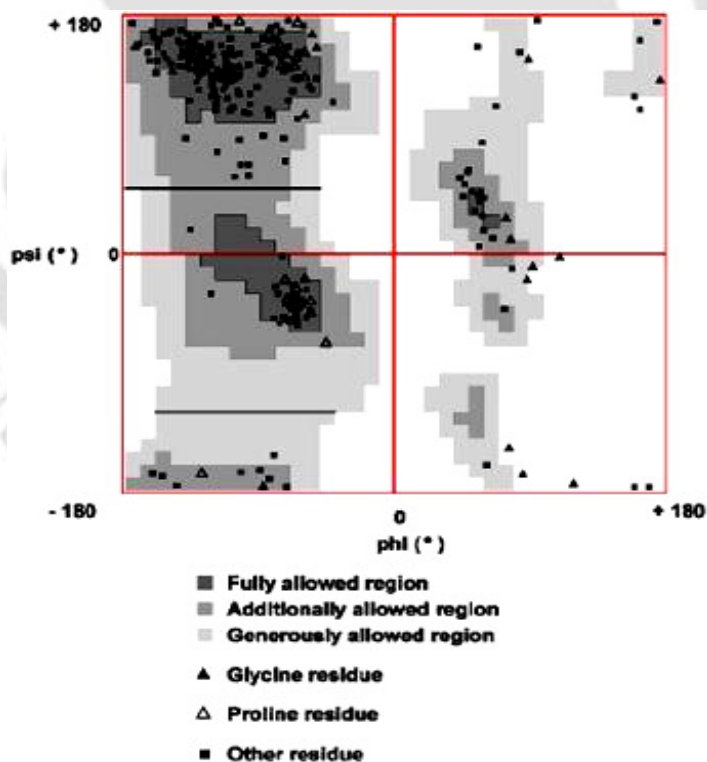 + 180
psi (°) 0
- 180
0
+ 180
phi (°)
Fully allowed region
Additionally allowed region
Generously allowed region
Glycine residue
Proline residue
Other residue